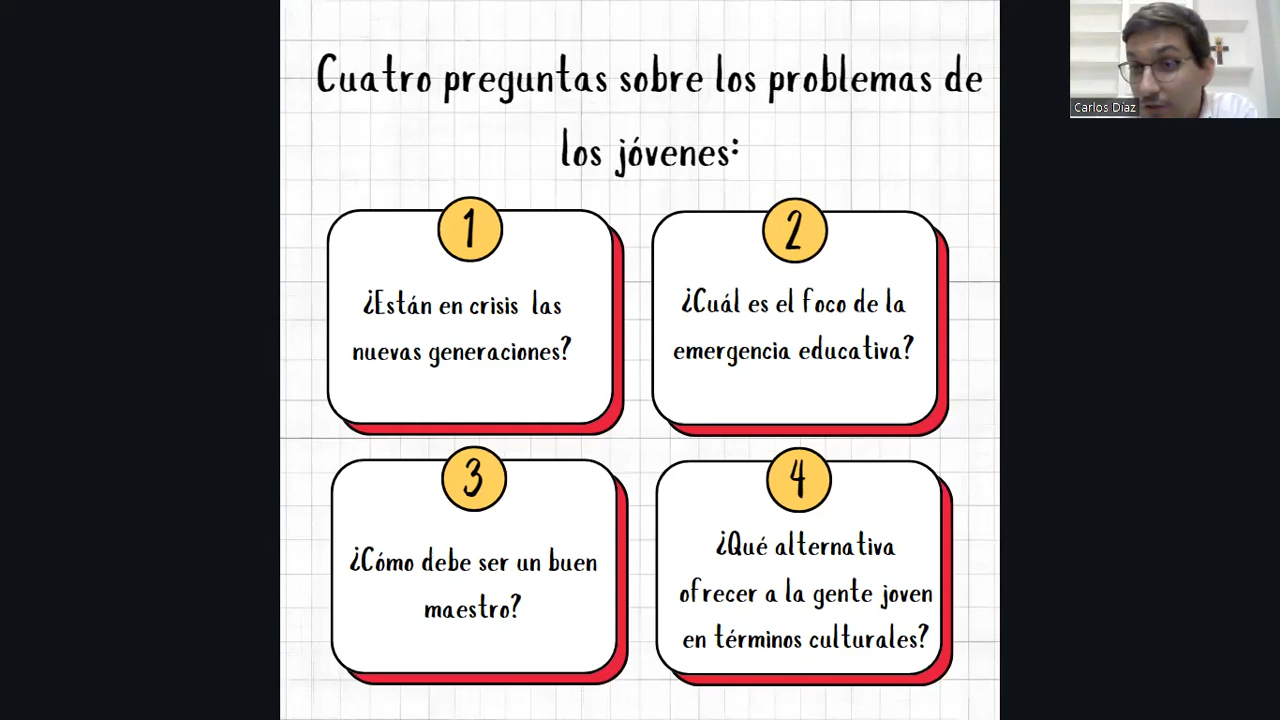 Cuatro preguntas sobre los problemas de
los jóvenes:
1
¿Están en crisis las
nuevas generaciones?
2
¿Cuál es el foco de la
emergencia educativa?
3
¿Cómo debe ser un buen
maestro?
4
¿Qué alternativa
ofrecer a la gente joven
en términos culturales?
Carlos Díaz